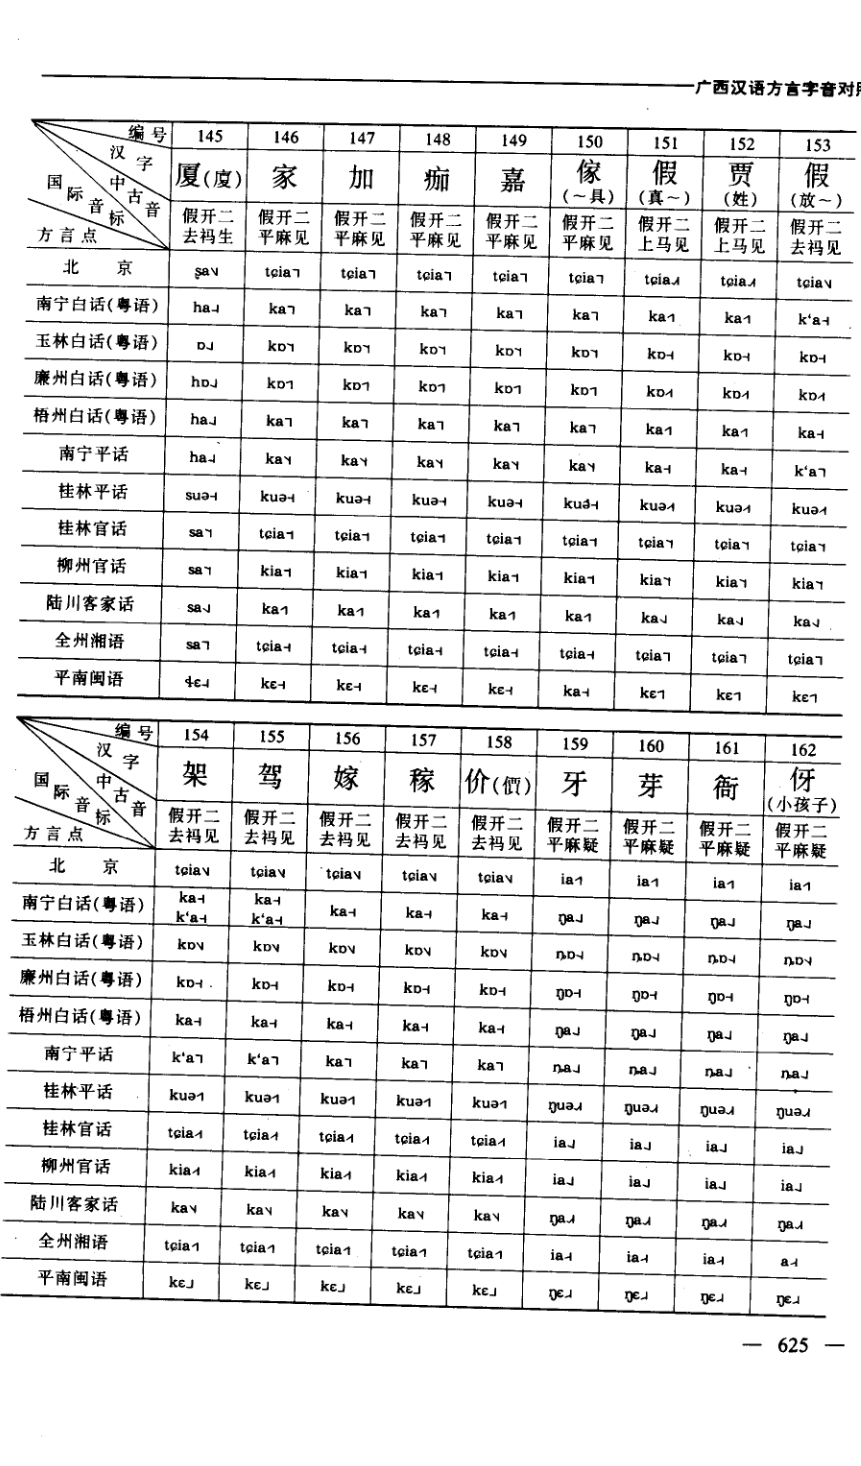 广西汉语方言字音对
编号 145 146 147 148 149 150 151 152 153
汉字 厦(廈) 家 加 痂 嘉 傢(～具) 假(真～) 贾(姓) 假(放～)
国际音标 中古音 假开二去祃生 假开二平麻见 假开二平麻见 假开二平麻见 假开二平麻见 假开二平麻见 假开二上马见 假开二上马见 假开二去祃见
方言点
北京 ʂa˥˩ tɕia˥ tɕia˥ tɕia˥ tɕia˥ tɕia˥ tɕia tɕia tɕia
南宁白话(粤语) ha ka ka ka ka ka ka ka kʻa
玉林白话(粤语) ɒ kɒ kɒ kɒ kɒ kɒ kɒ kɒ kɒ
廉州白话(粤语) hɒ kɒ kɒ kɒ kɒ kɒ kɒ kɒ kɒ
梧州白话(粤语) ha ka ka ka ka ka ka ka ka
南宁平话 ha ka ka ka ka ka ka ka kʻa
桂林平话 suə kuə kuə kuə kuə kuə kuə kuə kuə
桂林官话 sa tɕia tɕia tɕia tɕia tɕia tɕia tɕia tɕia
柳州官话 sa kia kia kia kia kia kia kia kia
陆川客家话 sa ka ka ka ka ka ka ka ka
全州湘语 sa tɕia tɕia tɕia tɕia tɕia tɕia tɕia tɕia
平南闽语 ɬɛ kɛ kɛ kɛ kɛ ka kɛ kɛ kɛ
编号 154 155 156 157 158 159 160 161 162
汉字 架 驾 嫁 稼 价(價) 牙 芽 衙 伢(小孩子)
国际音标 中古音 假开二去祃见 假开二去祃见 假开二去祃见 假开二去祃见 假开二去祃见 假开二平麻疑 假开二平麻疑 假开二平麻疑 假开二平麻疑
方言点
北京 tɕia tɕia tɕia tɕia tɕia ia ia ia ia
南宁白话(粤语) ka kʻa ka kʻa ka ka ka ŋa ŋa ŋa ŋa
玉林白话(粤语) kɒ kɒ kɒ kɒ kɒ ȵɒ ȵɒ ȵɒ ȵɒ
廉州白话(粤语) kɒ kɒ kɒ kɒ kɒ ŋɒ ŋɒ ŋɒ ŋɒ
梧州白话(粤语) ka ka ka ka ka ŋa ŋa ŋa ŋa
南宁平话 kʻa kʻa ka ka ka ȵa ȵa ȵa ȵa
桂林平话 kuə kuə kuə kuə kuə ŋuə ŋuə ŋuə ŋuə
桂林官话 tɕia tɕia tɕia tɕia tɕia ia ia ia ia
柳州官话 kia kia kia kia kia ia ia ia ia
陆川客家话 ka ka ka ka ka ŋa ŋa ŋa ŋa
全州湘语 tɕia tɕia tɕia tɕia tɕia ia ia ia a
平南闽语 kɛ kɛ kɛ kɛ kɛ ŋɛ ŋɛ ŋɛ ŋɛ
— 625 —